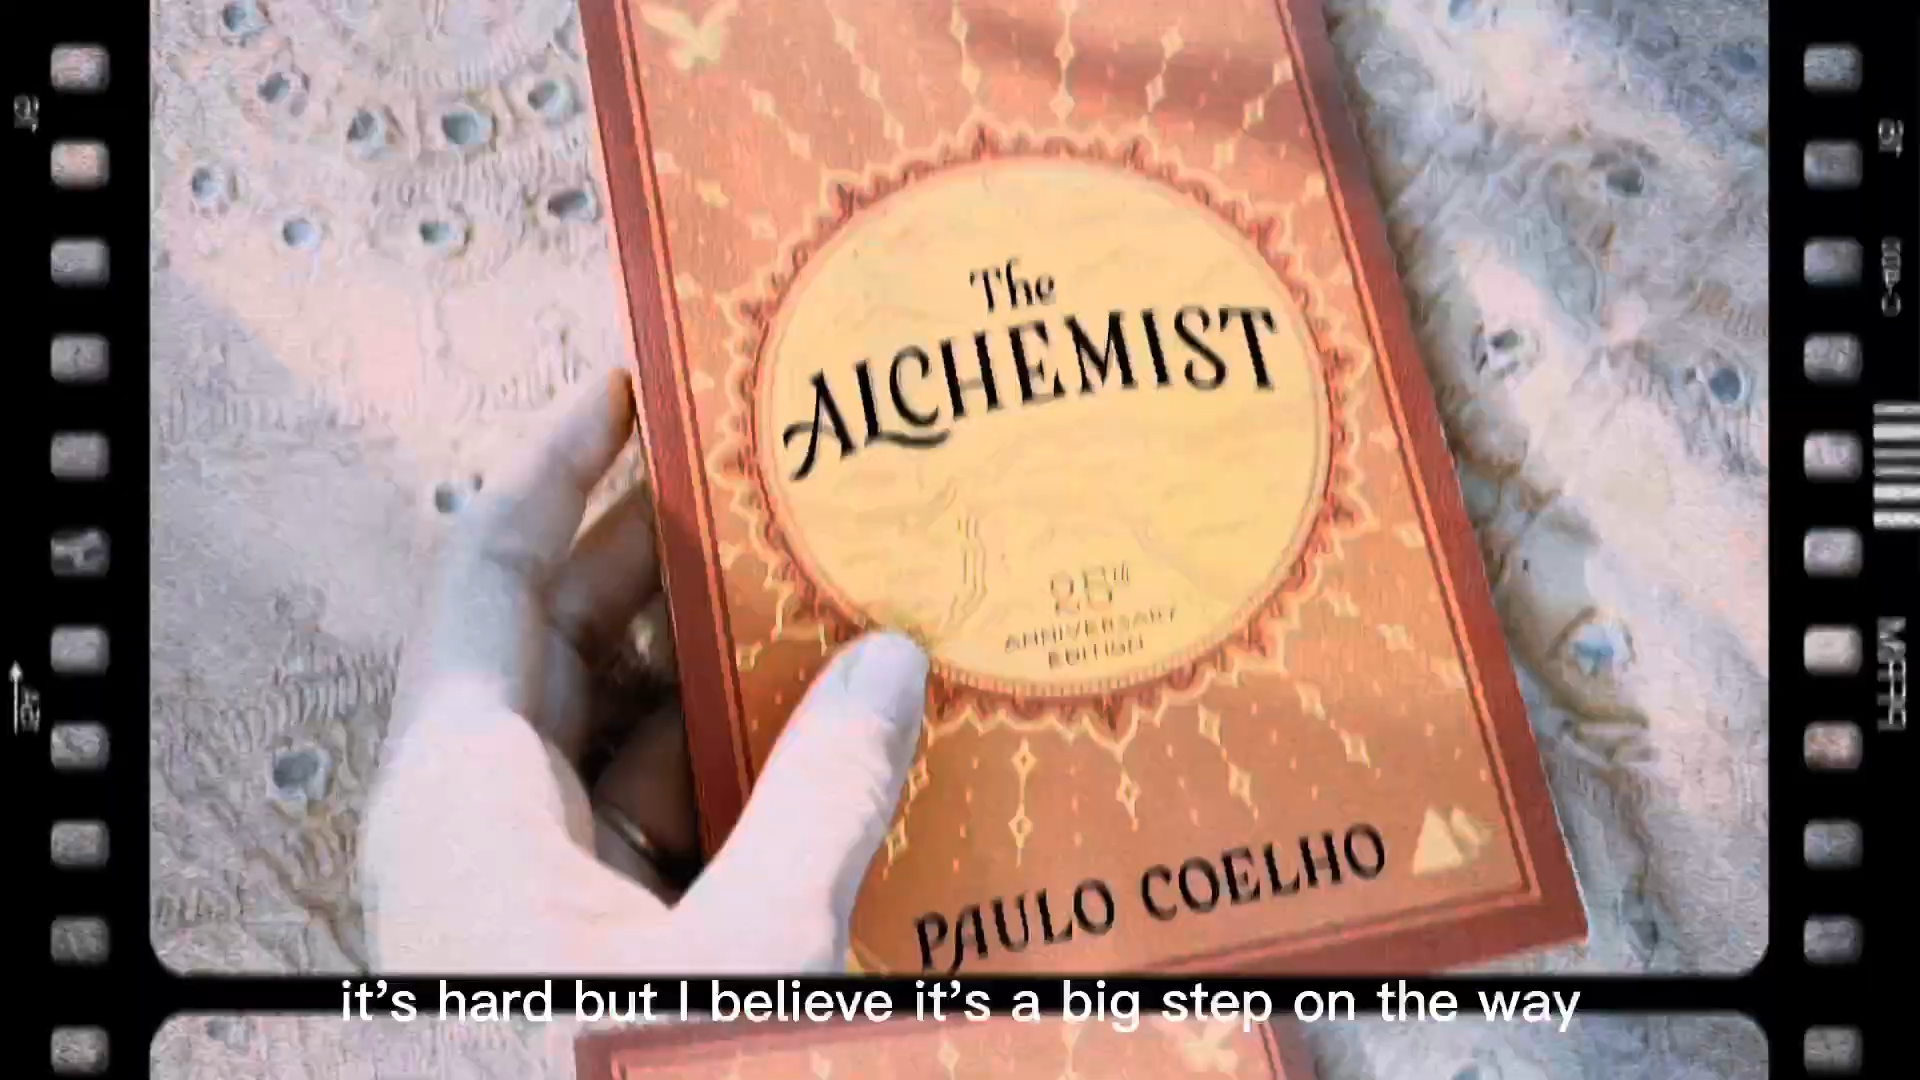 The
ALCHEMIST
25th
ANNIVERSARY
EDITION
PAULO COELHO
it's hard but I believe it's a big step on the way